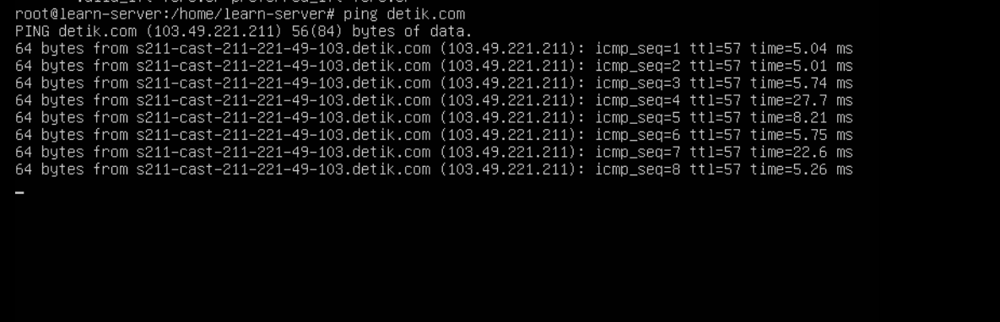 root@learn-server:/home/learn-server# ping detik.com
PING detik.com (103.49.221.211) 56(84) bytes of data.
64 bytes from s211-cast-211-221-49-103.detik.com (103.49.221.211): icmp_seq=1 ttl=57 time=5.04 ms
64 bytes from s211-cast-211-221-49-103.detik.com (103.49.221.211): icmp_seq=2 ttl=57 time=5.01 ms
64 bytes from s211-cast-211-221-49-103.detik.com (103.49.221.211): icmp_seq=3 ttl=57 time=5.74 ms
64 bytes from s211-cast-211-221-49-103.detik.com (103.49.221.211): icmp_seq=4 ttl=57 time=27.7 ms
64 bytes from s211-cast-211-221-49-103.detik.com (103.49.221.211): icmp_seq=5 ttl=57 time=8.21 ms
64 bytes from s211-cast-211-221-49-103.detik.com (103.49.221.211): icmp_seq=6 ttl=57 time=5.75 ms
64 bytes from s211-cast-211-221-49-103.detik.com (103.49.221.211): icmp_seq=7 ttl=57 time=22.6 ms
64 bytes from s211-cast-211-221-49-103.detik.com (103.49.221.211): icmp_seq=8 ttl=57 time=5.26 ms